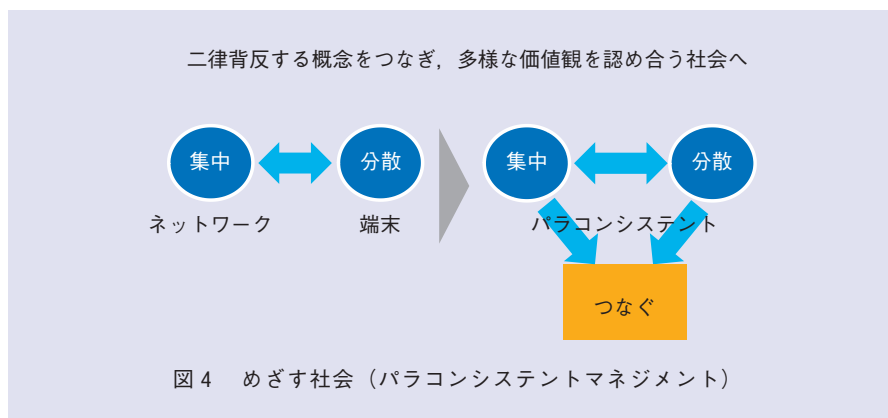 二律背反する概念をつなぎ，多様な価値観を認め合う社会へ
集中 分散 集中 分散
ネットワーク 端末 パラコンシステント
つなぐ
図 4 めざす社会（パラコンシステントマネジメント）